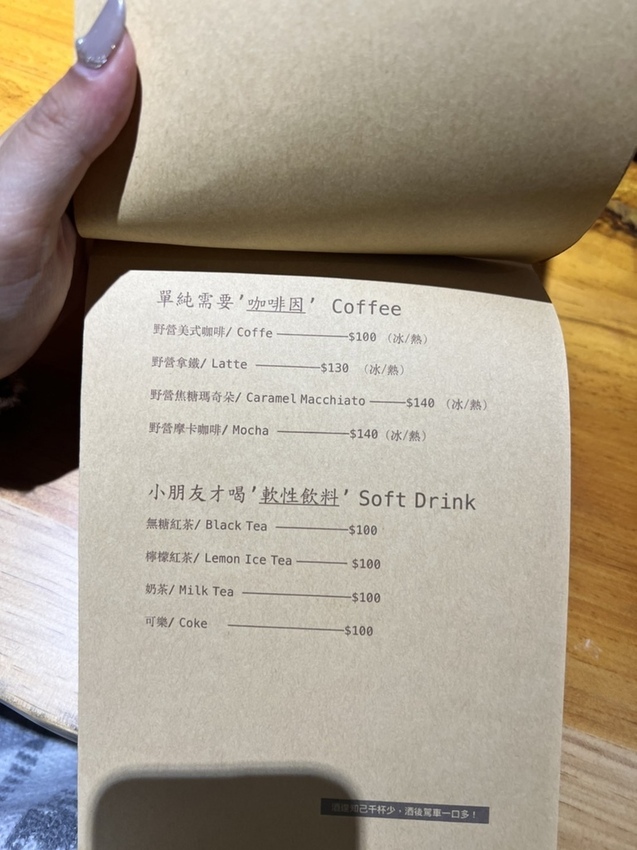 單純需要’咖啡因’ Coffee
野營美式咖啡/ Coffe $100 (冰/熱)
野營拿鐵/ Latte $130 (冰/熱)
野營焦糖瑪奇朵/ Caramel Macchiato $140 (冰/熱)
野營摩卡咖啡/ Mocha $140 (冰/熱)
小朋友才喝’軟性飲料’ Soft Drink
無糖紅茶/ Black Tea $100
檸檬紅茶/ Lemon Ice Tea $100
奶茶/ Milk Tea $100
可樂/ Coke $100
酒逢知己千杯少，酒後駕車一口多！